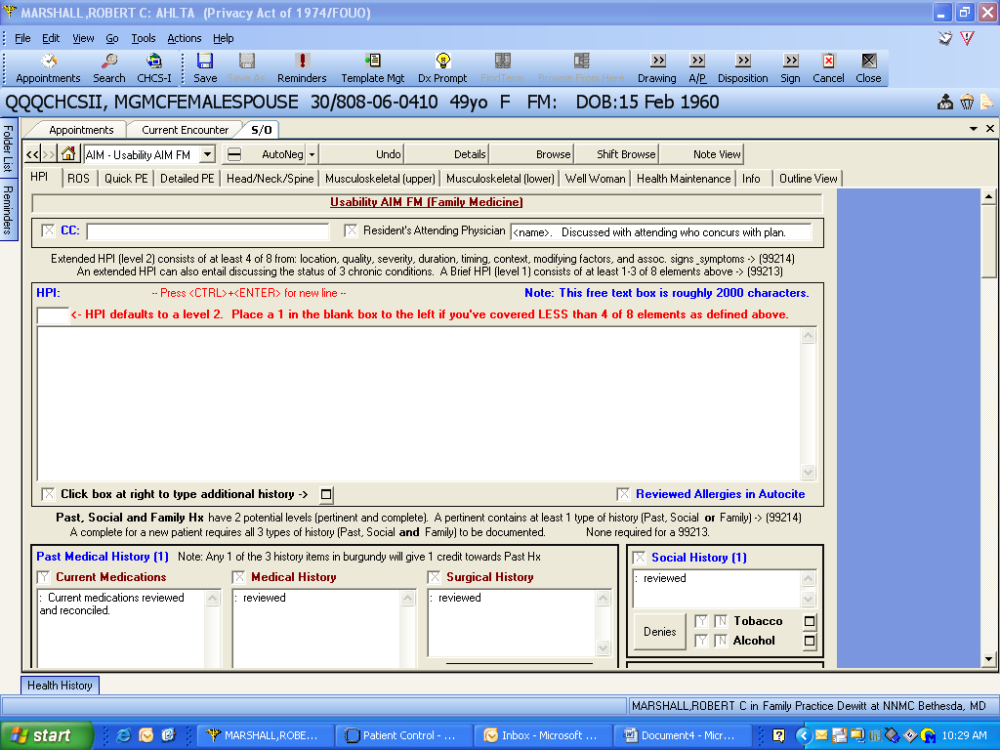 MARSHALL,ROBERT C: AHLTA  (Privacy Act of 1974/FOUO)
File Edit View Go Tools Actions Help
Appointments Search CHCS-I Save Save As Reminders Template Mgt Dx Prompt FindTerm Browse From Here Drawing A/P Disposition Sign Cancel Close
QQQCHCSII, MGMCFEMALESPOUSE  30/808-06-0410  49yo  F  FM:  DOB:15 Feb 1960
Folder List
Reminders
Appointments Current Encounter S/O
<< >> AIM - Usability AIM FM AutoNeg Undo Details Browse Shift Browse Note View
HPI ROS Quick PE Detailed PE Head/Neck/Spine Musculoskeletal (upper) Musculoskeletal (lower) Well Woman Health Maintenance Info Outline View
Usability AIM FM (Family Medicine)
CC: Resident's Attending Physician <name>.  Discussed with attending who concurs with plan.
Extended HPI (level 2) consists of at least 4 of 8 from: location, quality, severity, duration, timing, context, modifying factors, and assoc. signs_symptoms -> (99214)
An extended HPI can also entail discussing the status of 3 chronic conditions.  A Brief HPI (level 1) consists of at least 1-3 of 8 elements above -> (99213)
HPI: -- Press <CTRL>+<ENTER> for new line -- Note: This free text box is roughly 2000 characters.
<- HPI defaults to a level 2.  Place a 1 in the blank box to the left if you've covered LESS than 4 of 8 elements as defined above.
Click box at right to type additional history -> Reviewed Allergies in Autocite
Past, Social and Family Hx have 2 potential levels (pertinent and complete).  A pertinent contains at least 1 type of history (Past, Social or Family) -> (99214)
A complete for a new patient requires all 3 types of history (Past, Social and Family) to be documented. None required for a 99213.
Past Medical History (1) Note: Any 1 of the 3 history items in burgundy will give 1 credit towards Past Hx
Social History (1)
Current Medications Medical History Surgical History
: Current medications reviewed
and reconciled.
: reviewed
: reviewed
: reviewed
Denies Y N Tobacco
Y N Alcohol
Health History
MARSHALL,ROBERT C in Family Practice Dewitt at NNMC Bethesda, MD
start MARSHALL,ROBE... Patient Control - ... Inbox - Microsoft ... Document4 - Micr... 10:29 AM